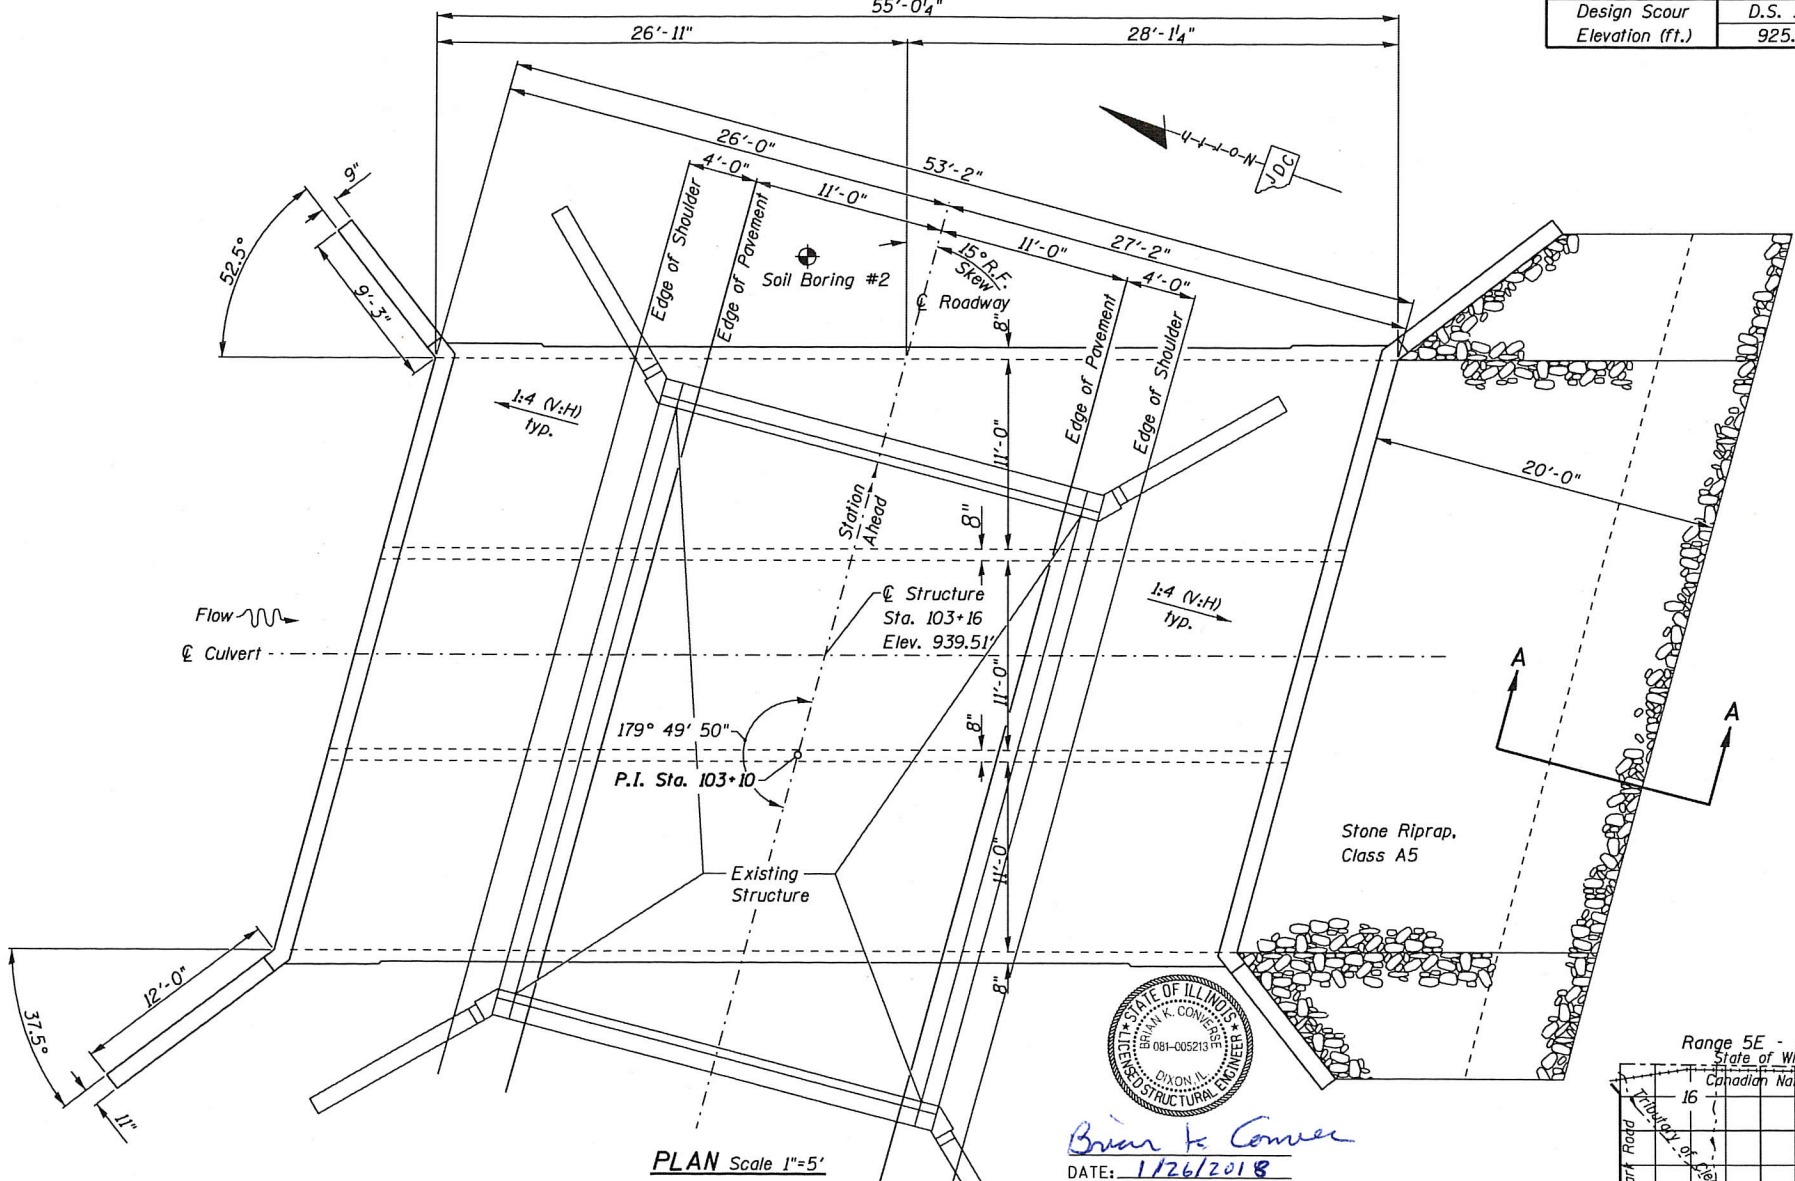 55'-0¼"
26'-11"
28'-1¼"
Design Scour
D.S.
Elevation (ft.)
925.
26'-0"
53'-2"
4'-0"
11'-0"
11'-0"
27'-2"
4'-0"
N
JDC
9"
52.5°
9'-3"
Edge of Shoulder
Edge of Pavement
Soil Boring #2
15° R.F.
Skew
℄ Roadway
8"
Edge of Pavement
Edge of Shoulder
1:4 (V:H)
typ.
11'-0"
20'-0"
Station
Ahead
8"
℄ Structure
Sta. 103+16
Elev. 939.51'
1:4 (V:H)
typ.
Flow
℄ Culvert
11'-0"
A
A
179° 49' 50"
8"
P.I. Sta. 103+10
Stone Riprap,
Class A5
11'-0"
Existing
Structure
12'-0"
37.5°
11"
8"
STATE OF ILLINOIS
BRIAN K. CONVERSE
081-005213
DIXON, IL.
LICENSED STRUCTURAL ENGINEER
Brian K Converse
DATE: 1/26/2018
PLAN Scale 1"=5'
Range 5E -
State of
Canadian
16
Tributary of
Road